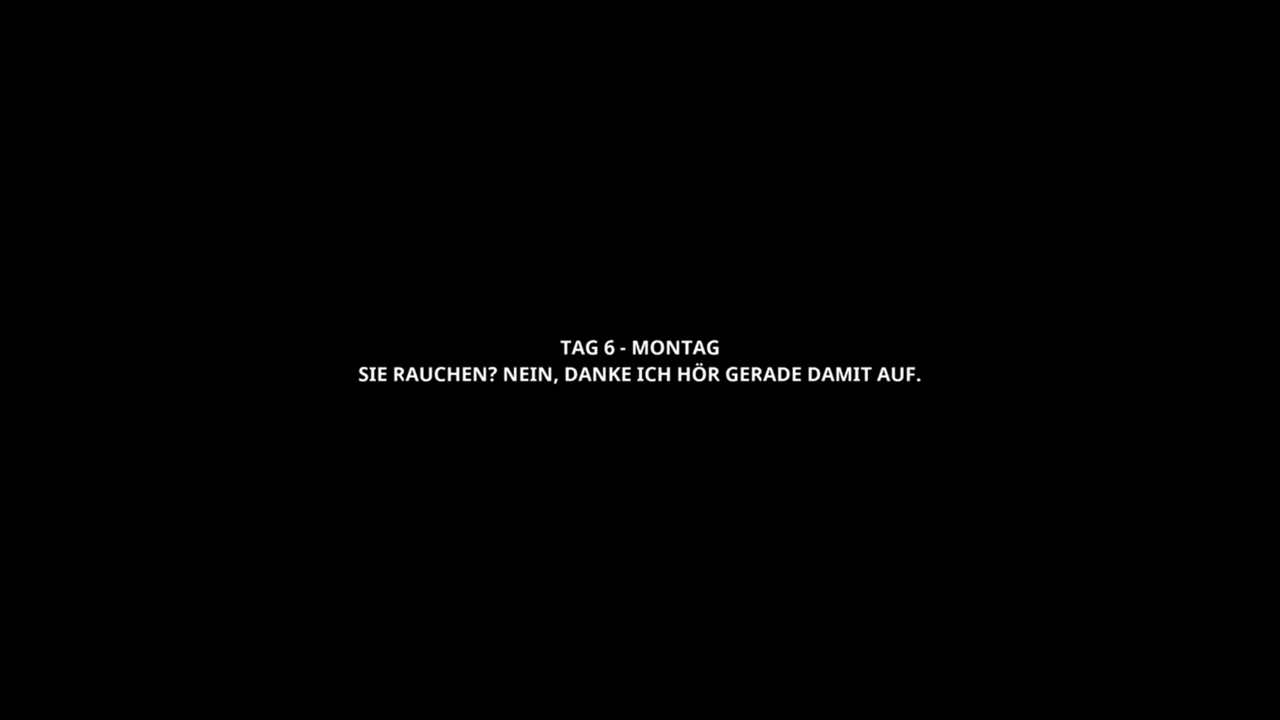 TAG 6 - MONTAG
SIE RAUCHEN? NEIN, DANKE ICH HÖR GERADE DAMIT AUF.